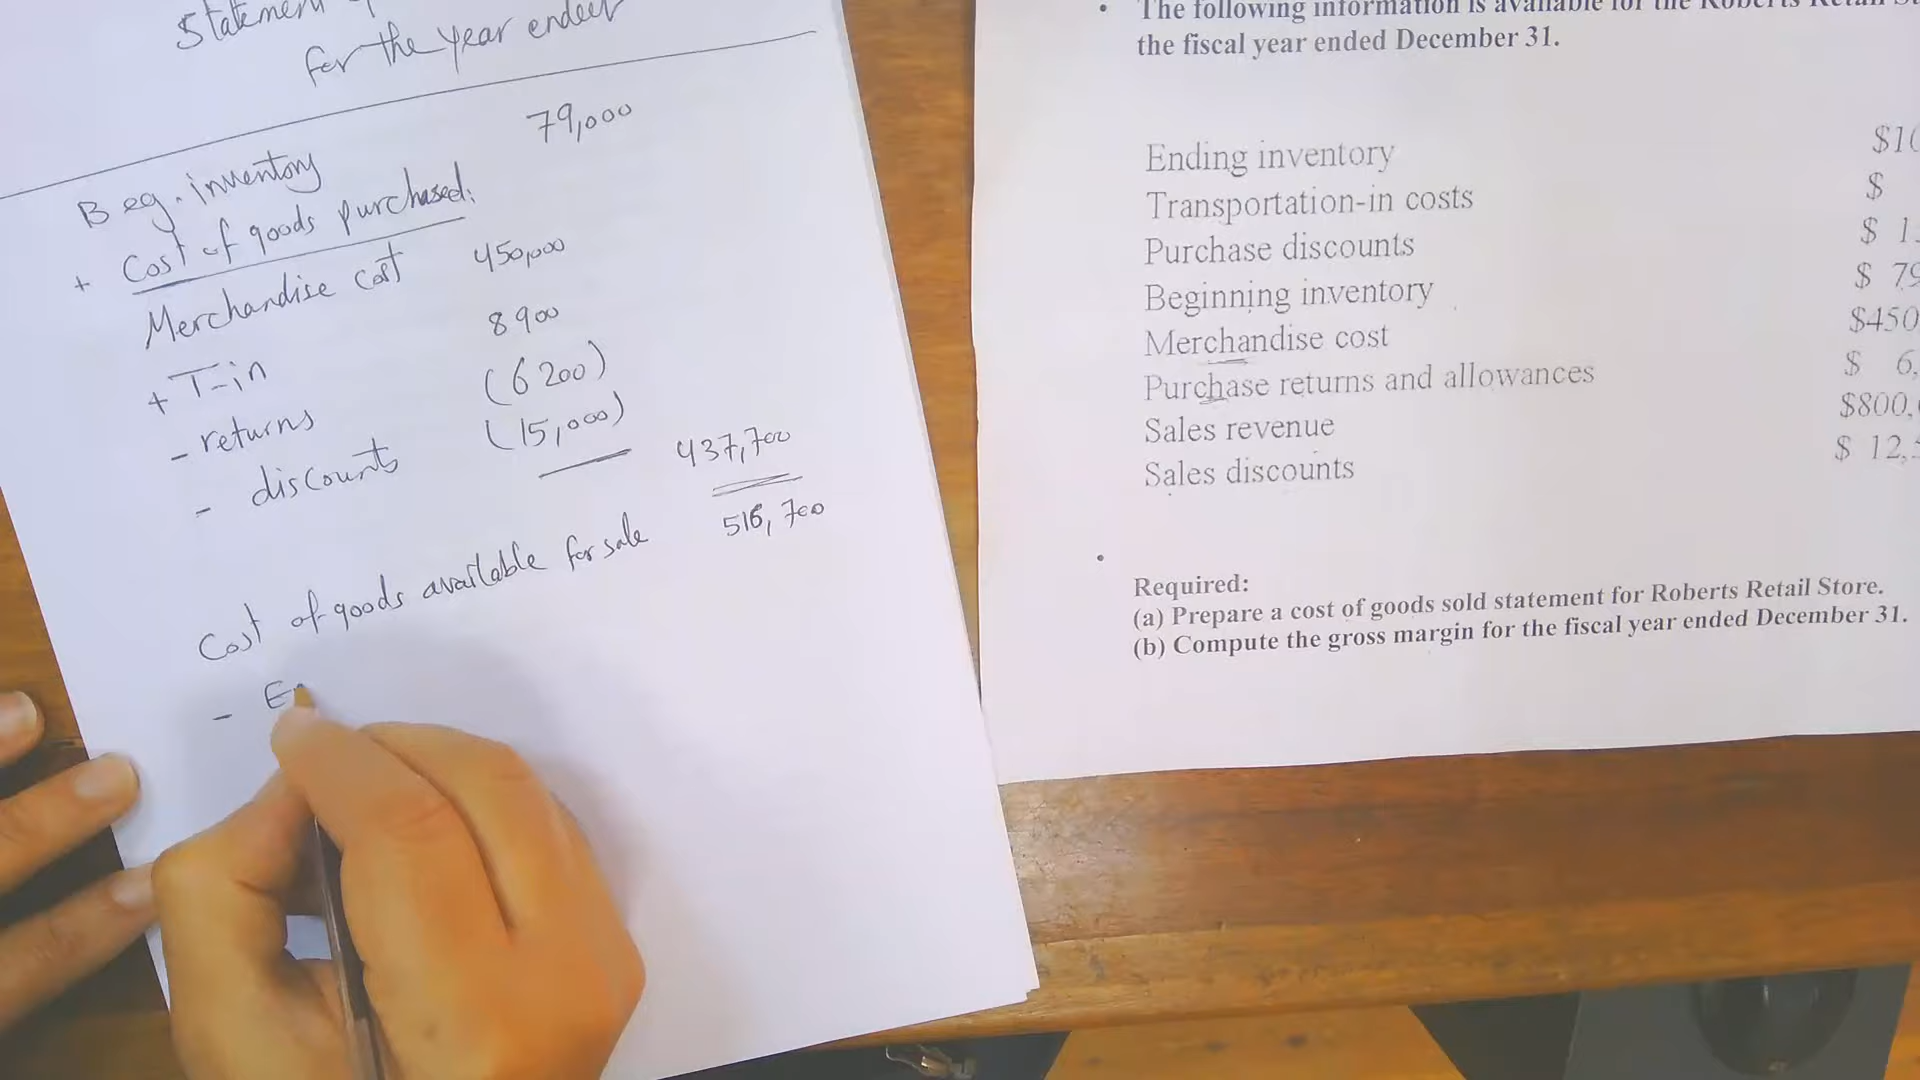 Statement
for the year ended
Beg. inventory 79,000
+ Cost of goods purchased:
Merchandise cost 450,000
+ T-in 8900
- returns (6200)
- discounts (15,000)
437,700
Cost of goods available for sale 516,700
- E
• The following information is available for the Roberts Retail
the fiscal year ended December 31.
Ending inventory $10
Transportation-in costs $
Purchase discounts $ 1
Beginning inventory $ 79
Merchandise cost $450
Purchase returns and allowances $ 6,
Sales revenue $800,
Sales discounts $ 12,
•
Required:
(a) Prepare a cost of goods sold statement for Roberts Retail Store.
(b) Compute the gross margin for the fiscal year ended December 31.